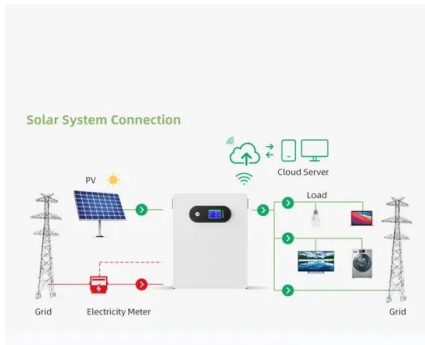 Solar System Connection
PV
Cloud Server
Load
Grid
Electricity Meter
Grid